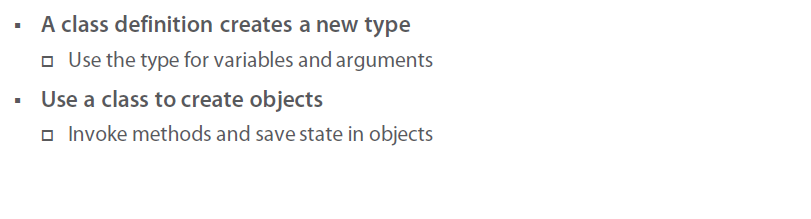 ▪ A class definition creates a new type
□ Use the type for variables and arguments
▪ Use a class to create objects
□ Invoke methods and save state in objects